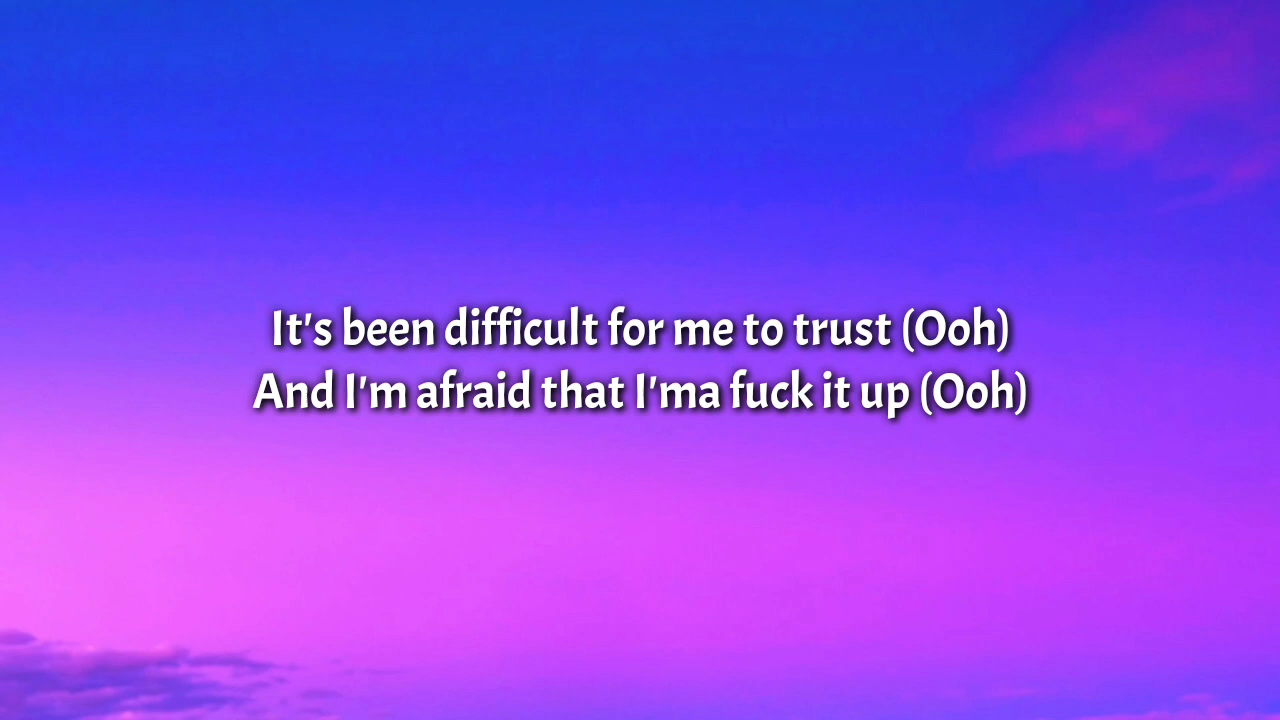 It's been difficult for me to trust (Ooh)
And I'm afraid that I'ma fuck it up (Ooh)